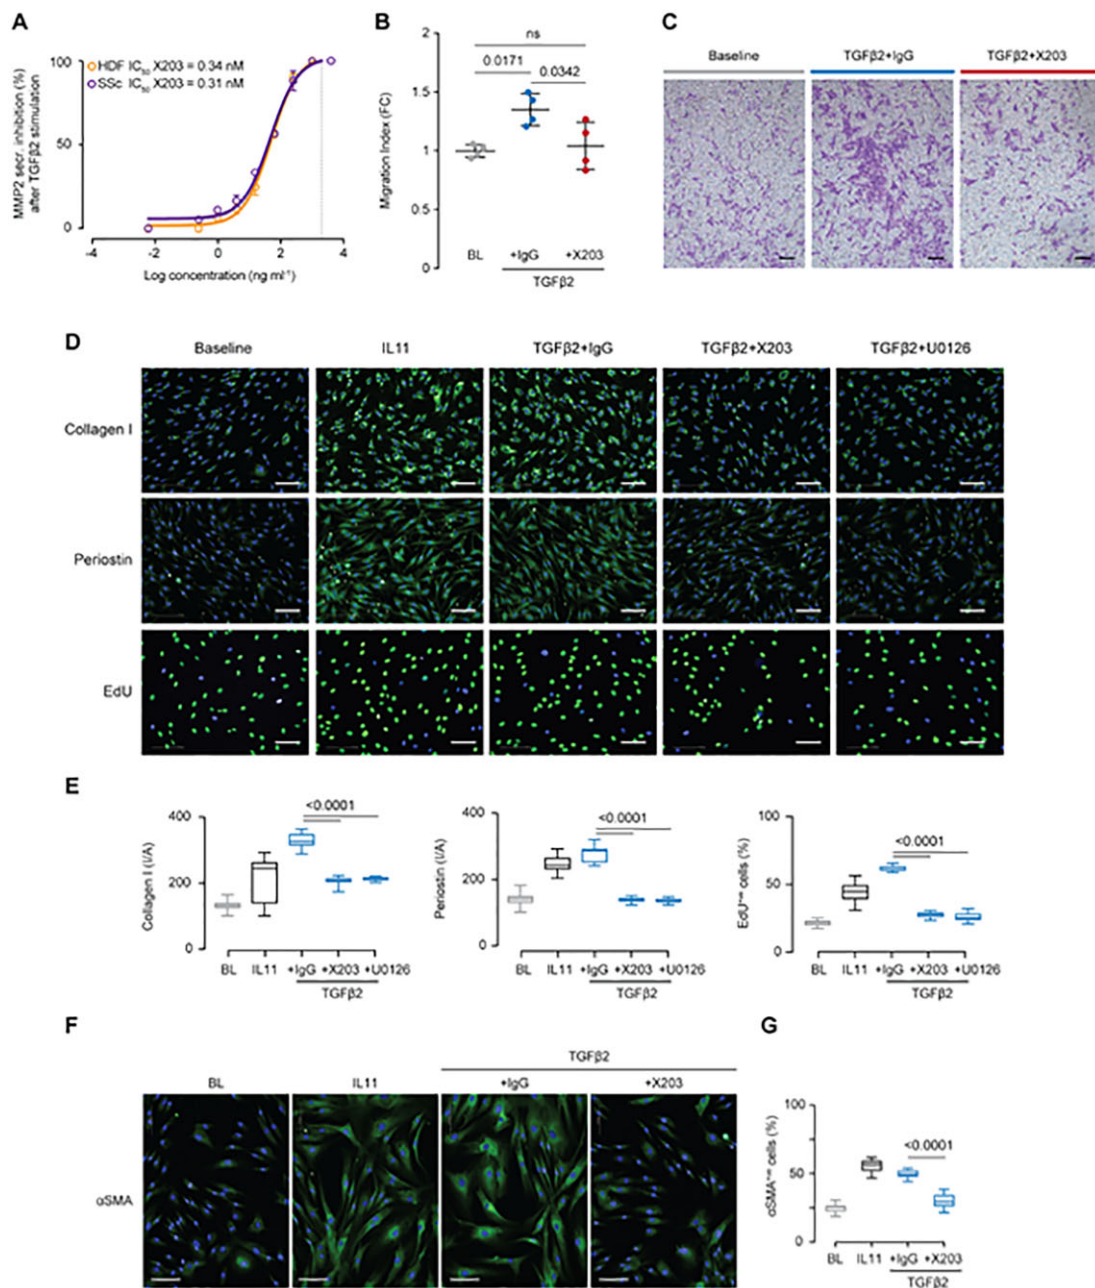 A
MMP2 secr. inhibition (%)
after TGFβ2 stimulation
100
50
0
HDF IC50 X203 = 0.34 nM
SSc IC50 X203 = 0.31 nM
-4 -2 0 2 4
Log concentration (ng ml-1)
B
Migration Index (FC)
2
1.5
1
0.5
0
ns
0.0171
0.0342
BL +IgG +X203
TGFβ2
C
Baseline TGFβ2+IgG TGFβ2+X203
D
Baseline IL11 TGFβ2+IgG TGFβ2+X203 TGFβ2+U0126
Collagen I
Periostin
EdU
E
Collagen I (I/A)
400
200
0
<0.0001
BL IL11 +IgG +X203 +U0126
TGFβ2
Periostin (I/A)
400
200
0
<0.0001
BL IL11 +IgG +X203 +U0126
TGFβ2
cells (%)
100
50
0
<0.0001
BL IL11 +IgG +X203 +U0126
TGFβ2
F
TGFβ2
BL IL11 +IgG +X203
αSMA
G
cells (%)
100
50
0
<0.0001
BL IL11 +IgG +X203
TGFβ2